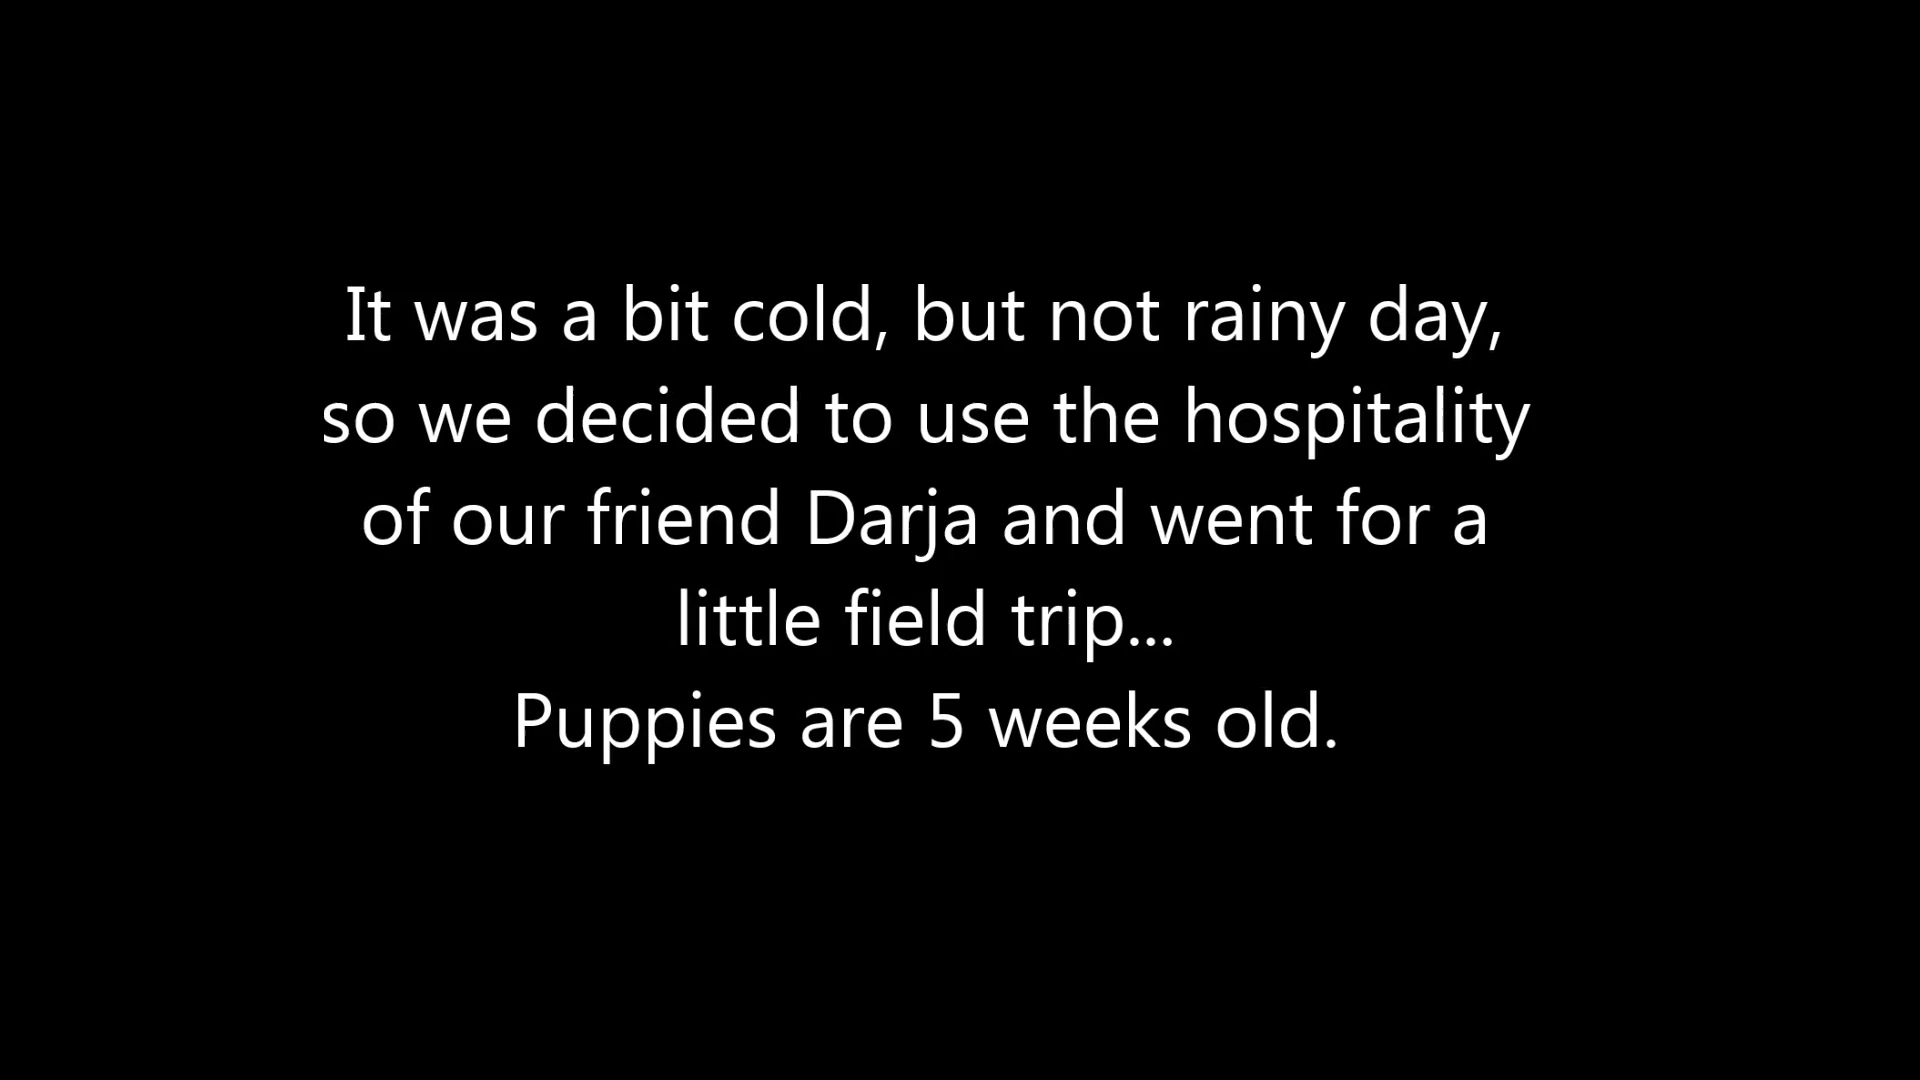 It was a bit cold, but not rainy day,
so we decided to use the hospitality
of our friend Darja and went for a
little field trip...
Puppies are 5 weeks old.